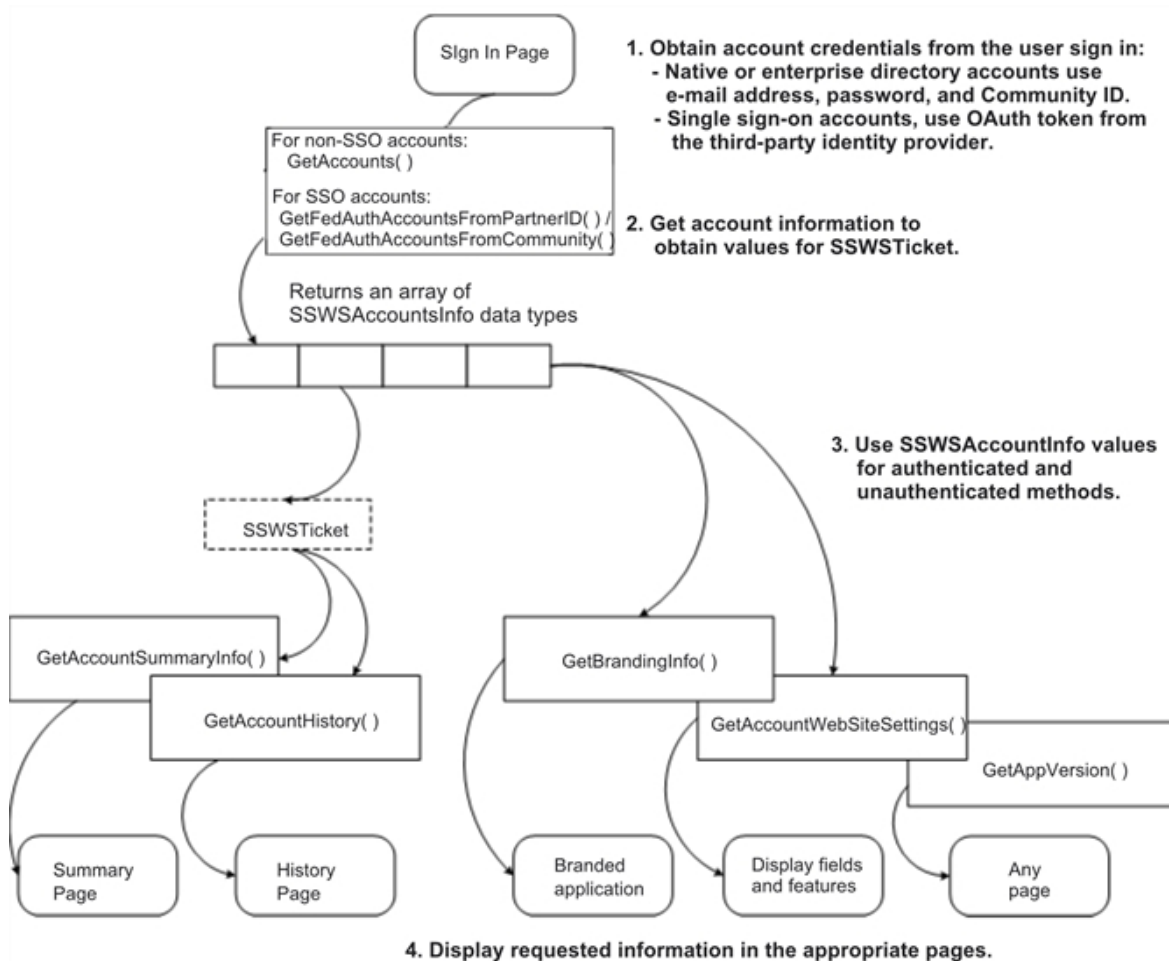 SIgn In Page
1. Obtain account credentials from the user sign in:
- Native or enterprise directory accounts use
e-mail address, password, and Community ID.
- Single sign-on accounts, use OAuth token from
the third-party identity provider.
For non-SSO accounts:
GetAccounts( )
For SSO accounts:
GetFedAuthAccountsFromPartnerID( ) /
GetFedAuthAccountsFromCommunity( )
2. Get account information to
obtain values for SSWSTicket.
Returns an array of
SSWSAccountsInfo data types
3. Use SSWSAccountInfo values
for authenticated and
unauthenticated methods.
SSWSTicket
GetAccountSummaryInfo( )
GetAccountHistory( )
GetBrandingInfo( )
GetAccountWebSiteSettings( )
GetAppVersion( )
Summary
Page
History
Page
Branded
application
Display fields
and features
Any
page
4. Display requested information in the appropriate pages.